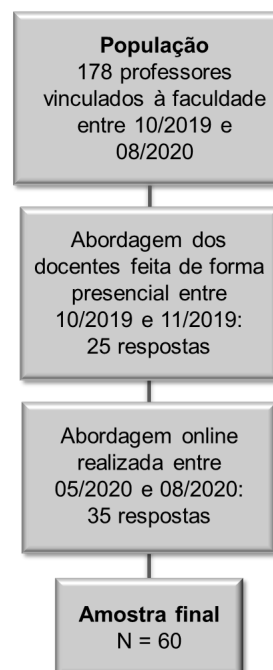 População
178 professores
vinculados à faculdade
entre 10/2019 e
08/2020
Abordagem dos
docentes feita de forma
presencial entre
10/2019 e 11/2019:
25 respostas
Abordagem online
realizada entre
05/2020 e 08/2020:
35 respostas
Amostra final
N = 60